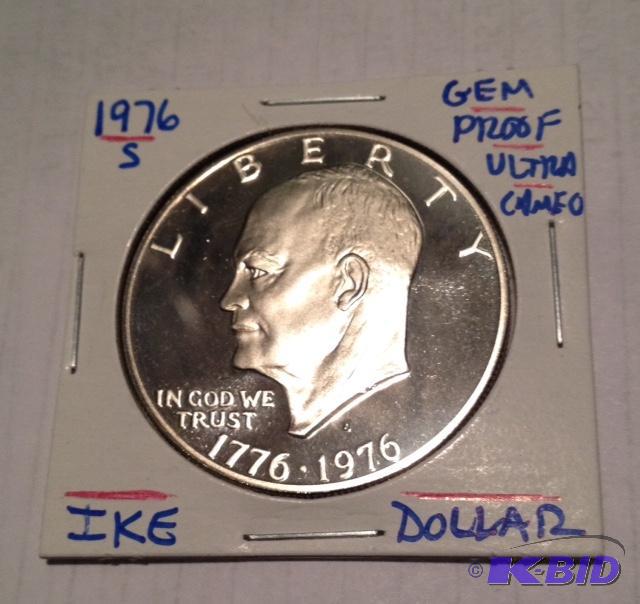 1976
S
GEM
PROOF
ULTRA
CAMEO
LIBERTY
IN GOD WE
TRUST
1776 · 1976
IKE
DOLLAR
© K-BID